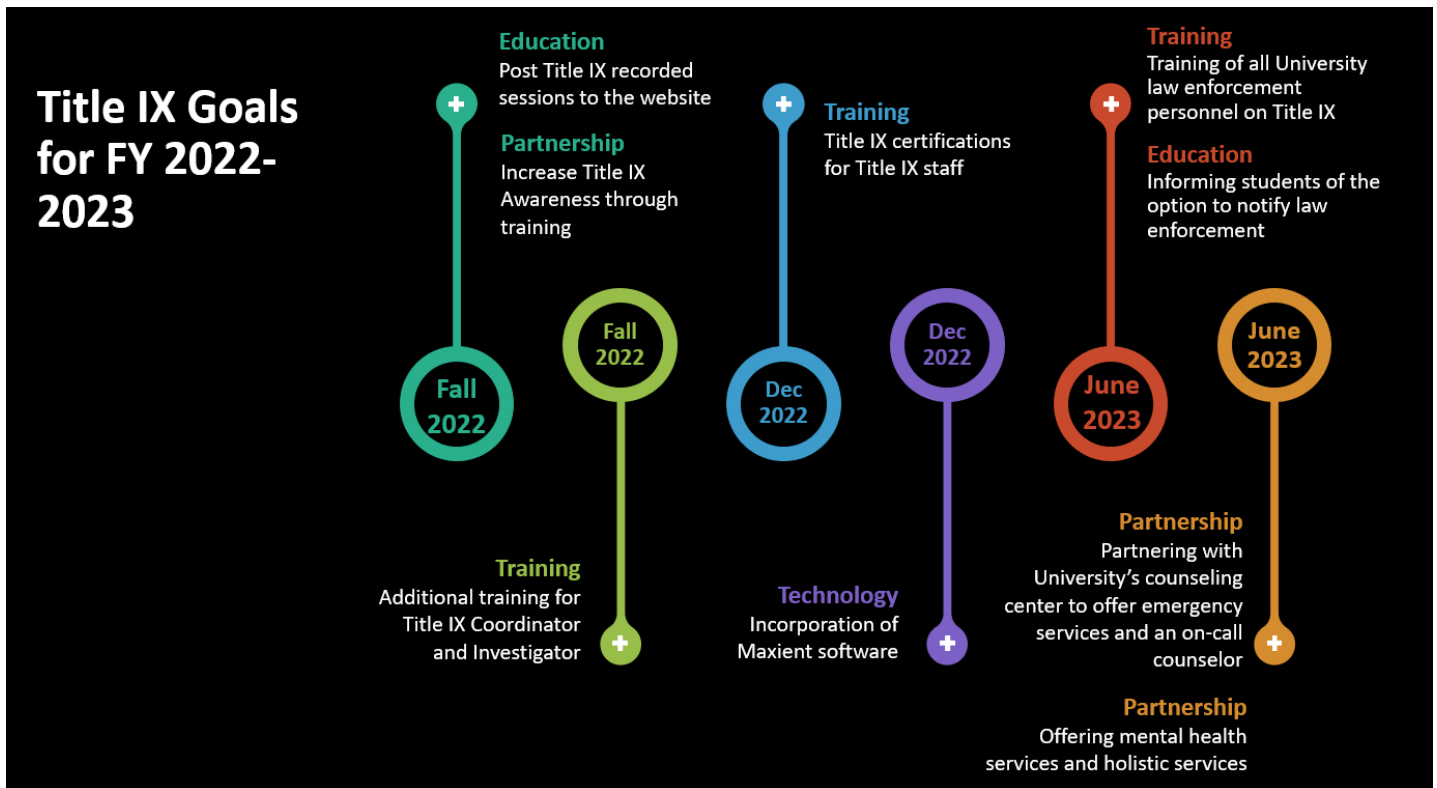 Title IX Goals
for FY 2022-
2023
Education
Post Title IX recorded
sessions to the website
Partnership
Increase Title IX
Awareness through
training
Fall
2022
Training
Additional training for
Title IX Coordinator
and Investigator
Fall
2022
Training
Title IX certifications
for Title IX staff
Dec
2022
Technology
Incorporation of
Maxient software
Dec
2022
Training
Training of all University
law enforcement
personnel on Title IX
Education
Informing students of the
option to notify law
enforcement
June
2023
Partnership
Partnering with
University’s counseling
center to offer emergency
services and an on-call
counselor
Partnership
Offering mental health
services and holistic services
June
2023